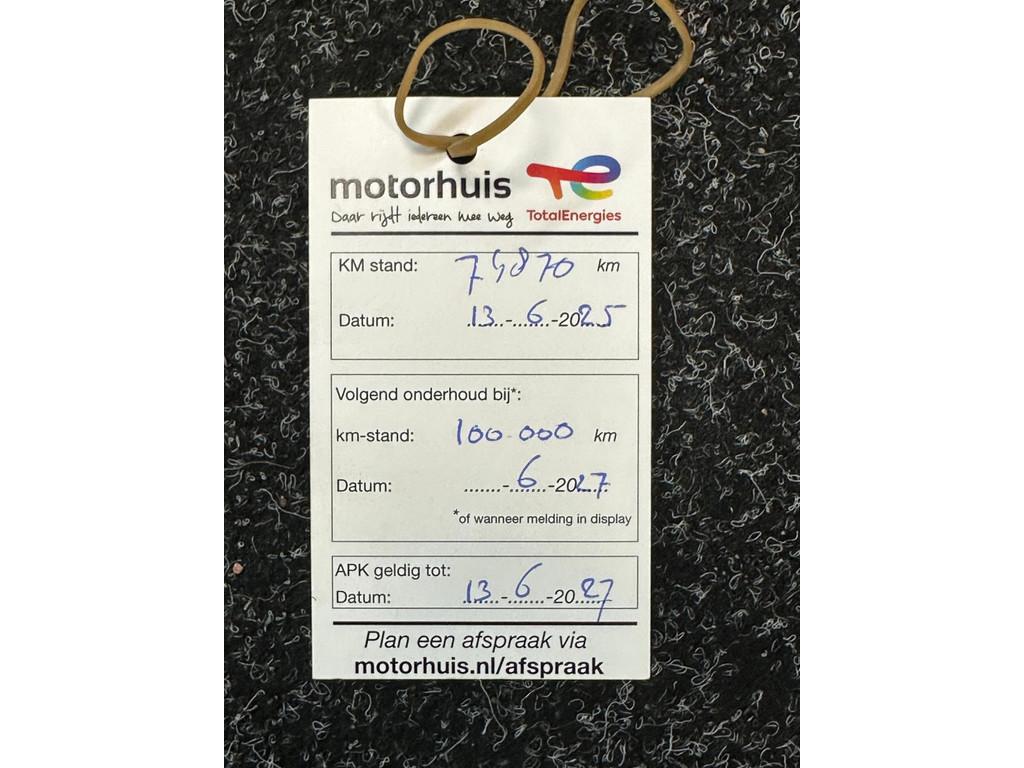 motorhuis
Daar rijdt iedereen mee weg
TotalEnergies
KM stand: 74870 km
Datum: 13-6-2025
Volgend onderhoud bij*:
km-stand: 100.000 km
Datum: .......-6-2027
*of wanneer melding in display
APK geldig tot:
Datum: 13-6-2027
Plan een afspraak via
motorhuis.nl/afspraak